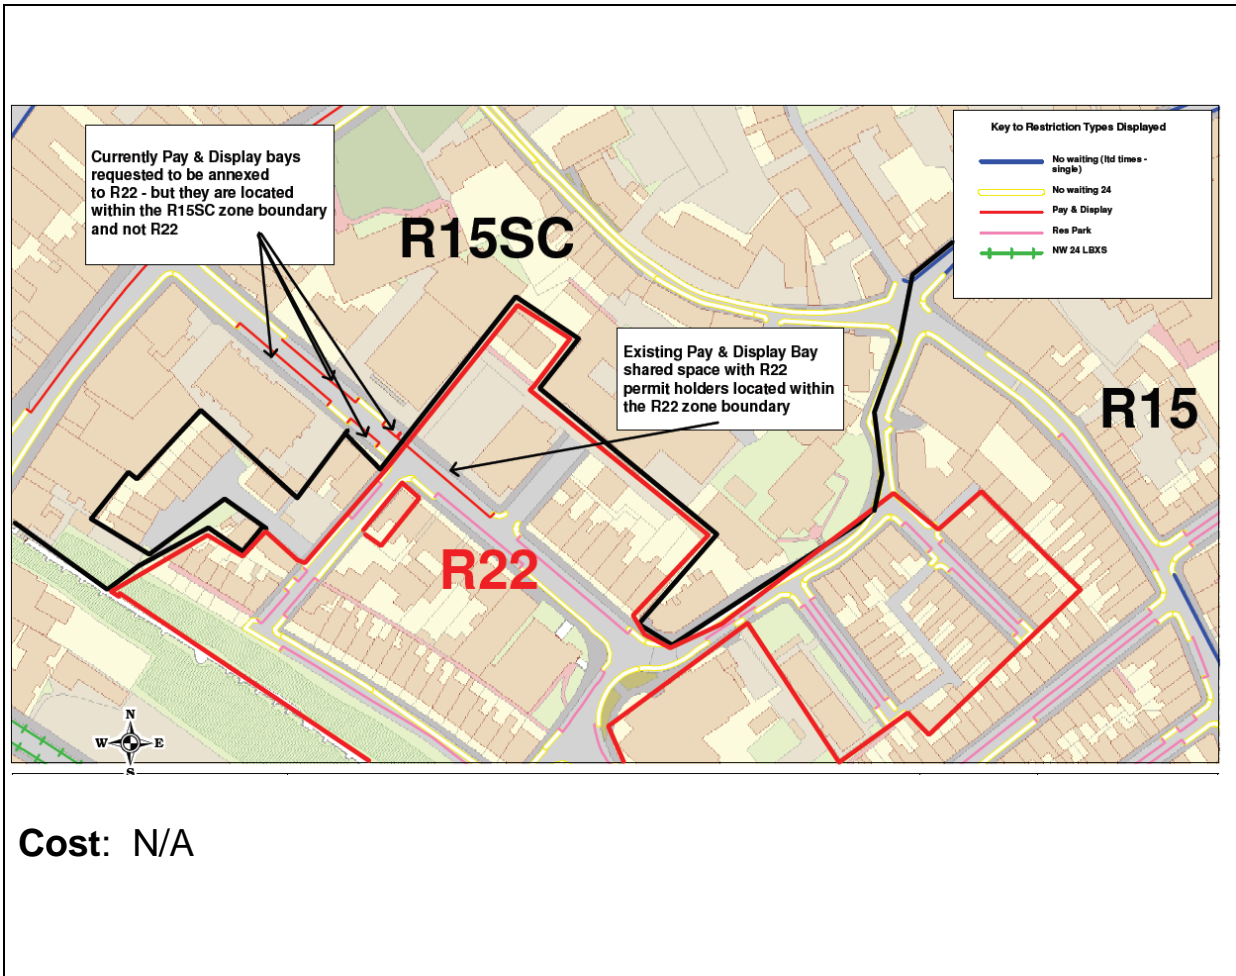 Currently Pay & Display bays
requested to be annexed
to R22 - but they are located
within the R15SC zone boundary
and not R22
R15SC
Key to Restriction Types Displayed
No waiting (ltd times -
single)
No waiting 24
Pay & Display
Res Park
NW 24 LBXS
Existing Pay & Display Bay
shared space with R22
permit holders located within
the R22 zone boundary
R15
R22
N
W E
S
Cost: N/A